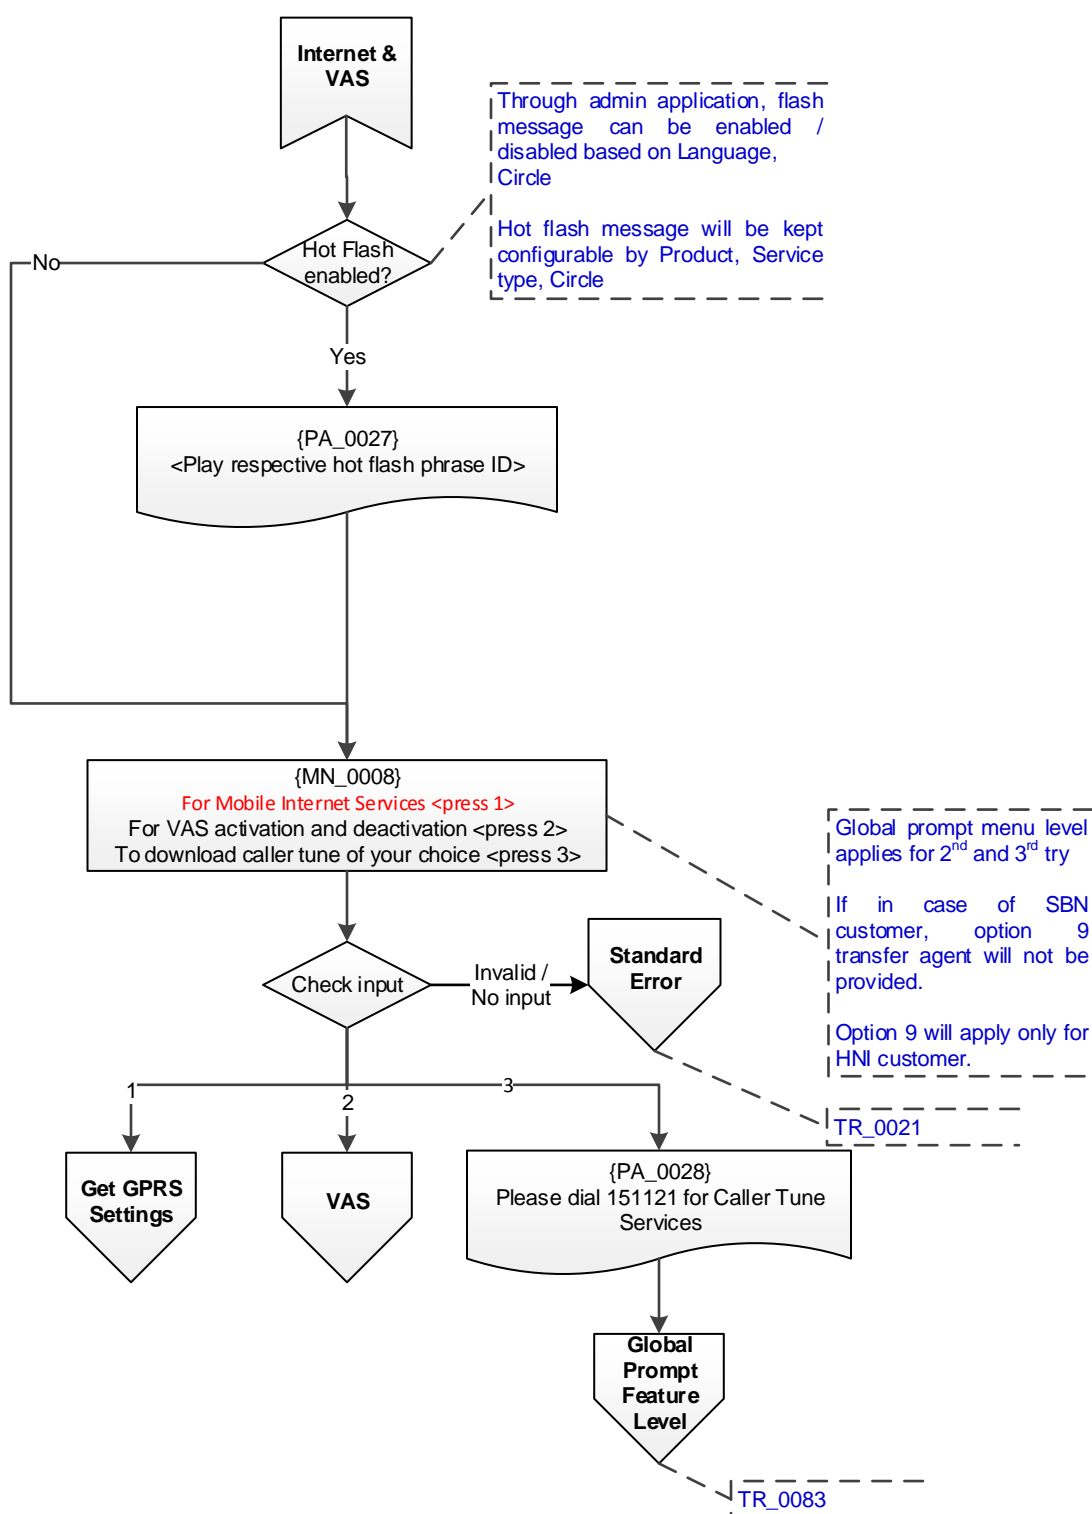 Internet &
VAS
Through admin application, flash
message can be enabled /
disabled based on Language,
Circle
Hot flash message will be kept
configurable by Product, Service
type, Circle
Hot Flash
enabled?
No
Yes
{PA_0027}
<Play respective hot flash phrase ID>
{MN_0008}
For Mobile Internet Services <press 1>
For VAS activation and deactivation <press 2>
To download caller tune of your choice <press 3>
Global prompt menu level
applies for 2nd and 3rd try
If in case of SBN
customer, option 9
transfer agent will not be
provided.
Option 9 will apply only for
HNI customer.
Check input
Invalid /
No input
Standard
Error
TR_0021
1
2
3
Get GPRS
Settings
VAS
{PA_0028}
Please dial 151121 for Caller Tune
Services
Global
Prompt
Feature
Level
TR_0083